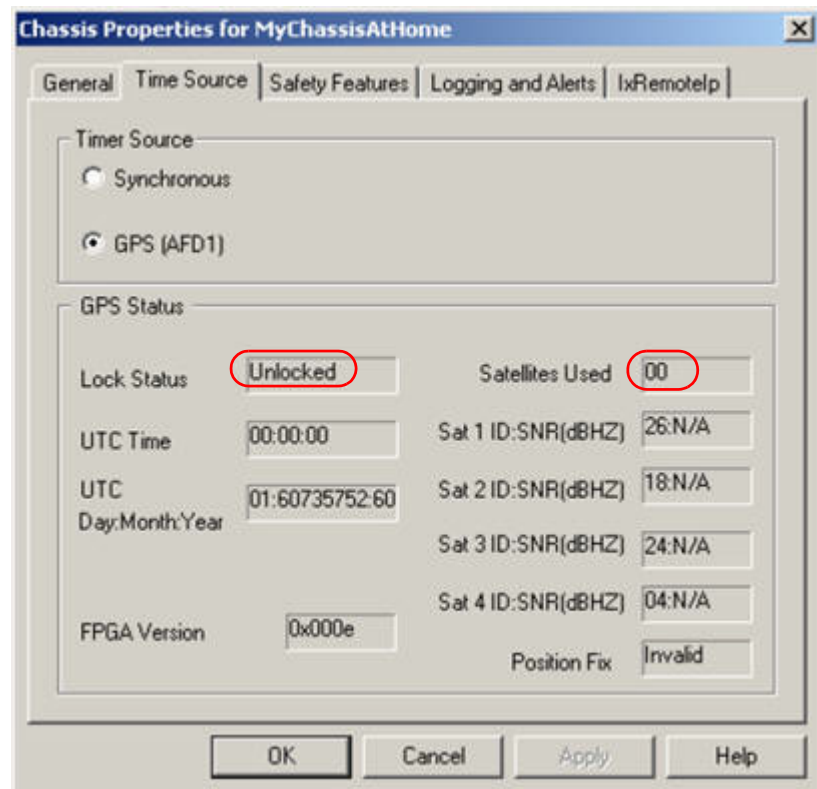 Chassis Properties for MyChassisAtHome
General Time Source Safety Features Logging and Alerts IxRemoteIp
Timer Source
Synchronous
GPS (AFD1)
GPS Status
Lock Status Unlocked Satellites Used 00
UTC Time 00:00:00 Sat 1 ID:SNR(dBHZ) 26:N/A
UTC Day:Month:Year 01:60735752:60 Sat 2 ID:SNR(dBHZ) 18:N/A
Sat 3 ID:SNR(dBHZ) 24:N/A
Sat 4 ID:SNR(dBHZ) 04:N/A
FPGA Version 0x000e
Position Fix Invalid
OK Cancel Apply Help